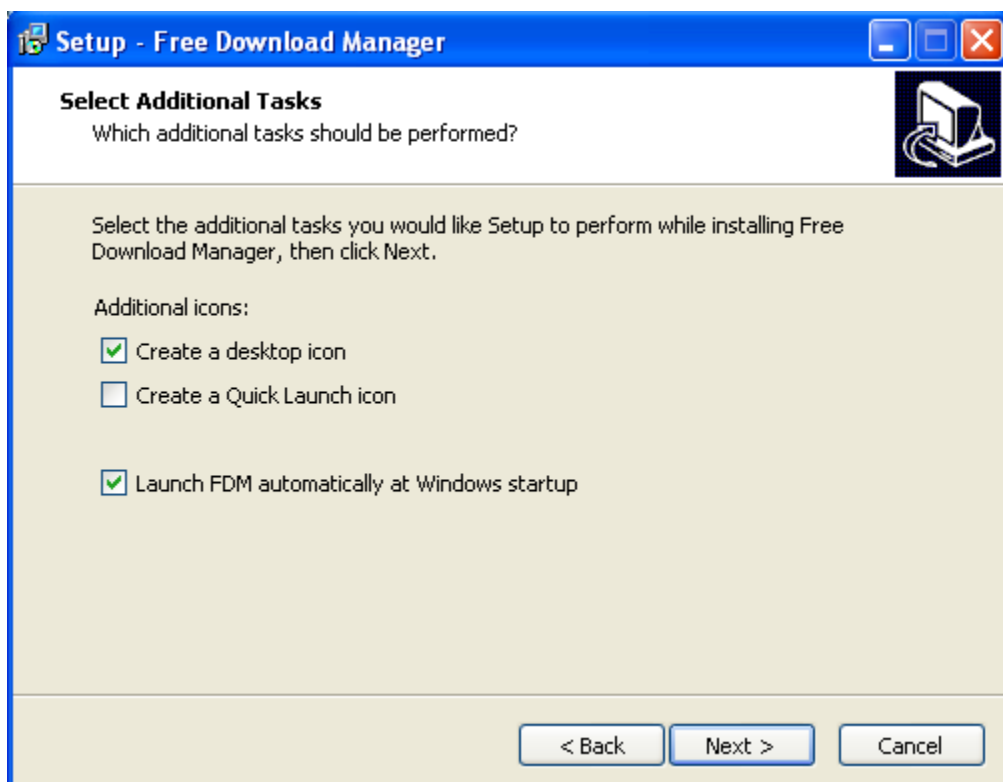 Setup - Free Download Manager
Select Additional Tasks
Which additional tasks should be performed?
Select the additional tasks you would like Setup to perform while installing Free
Download Manager, then click Next.
Additional icons:
Create a desktop icon
Create a Quick Launch icon
Launch FDM automatically at Windows startup
< Back Next > Cancel